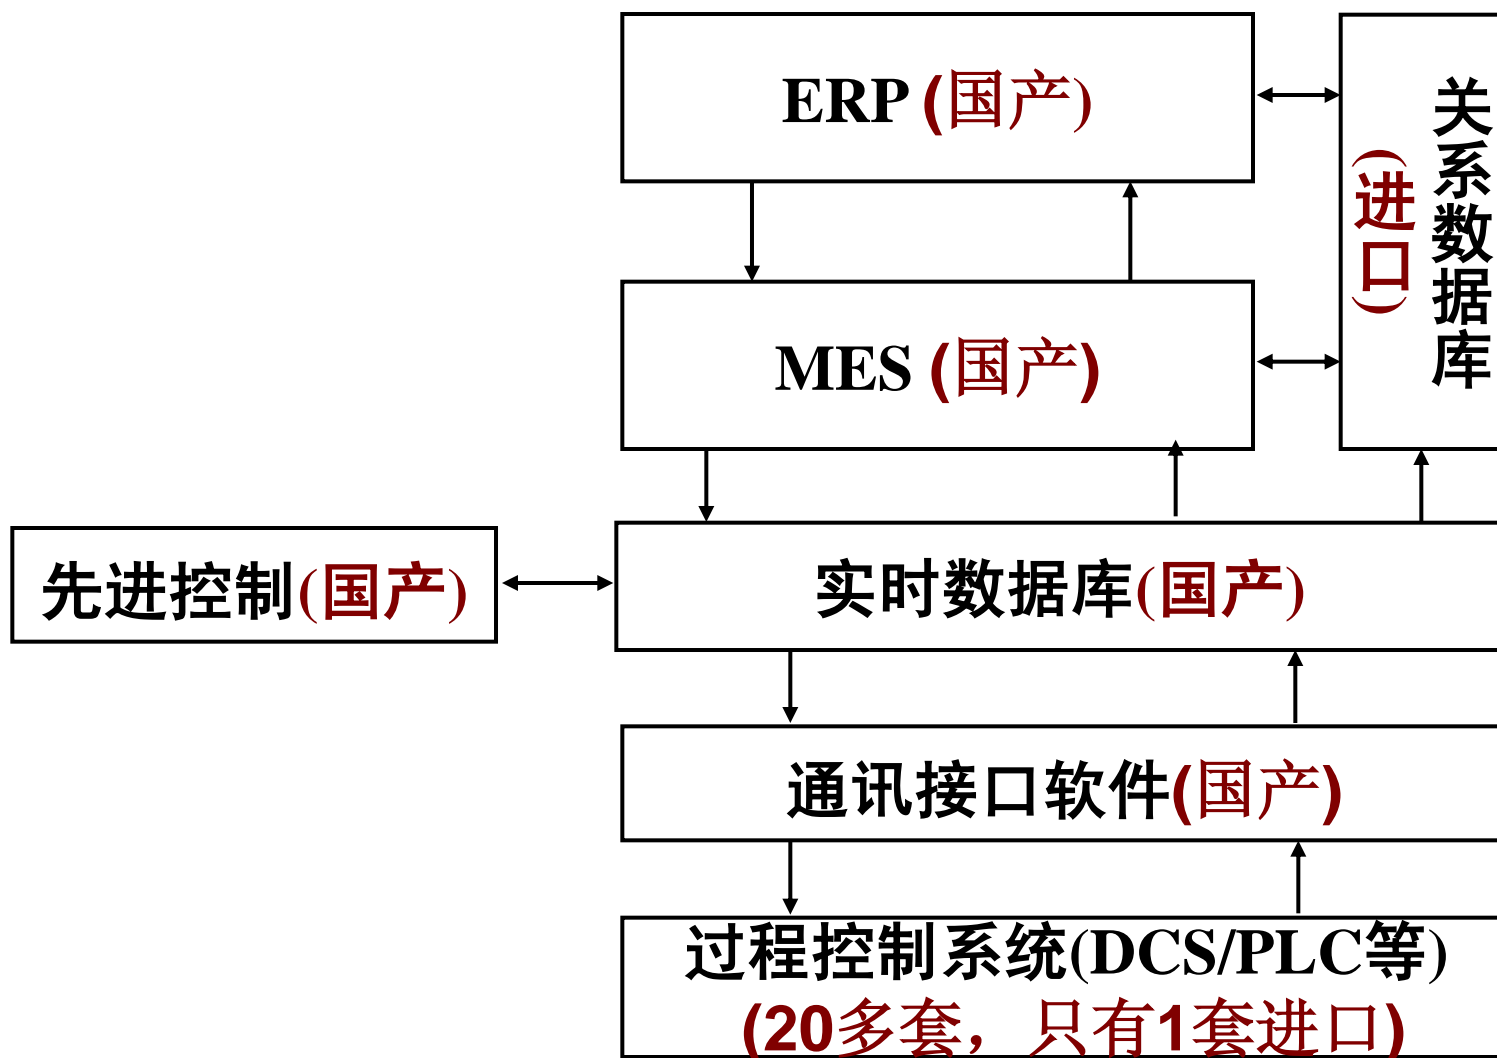 ERP (国产)
关系数据库
(进口)
MES (国产)
先进控制(国产)
实时数据库(国产)
通讯接口软件(国产)
过程控制系统(DCS/PLC等)
(20多套，只有1套进口)